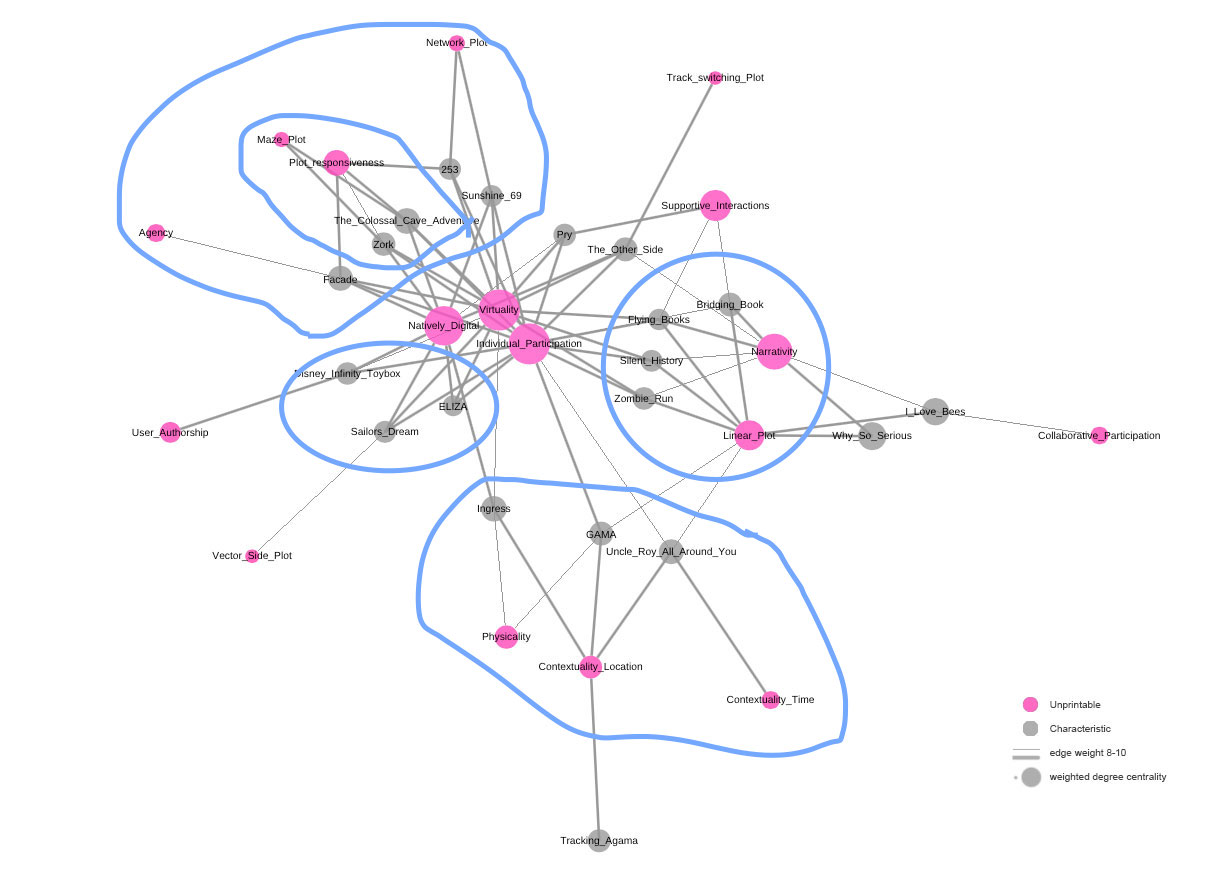 Network_Plot
Track_switching_Plot
Maze_Plot
Plot_responsiveness
253
Sunshine_69
Supportive_Interactions
The_Colossal_Cave_Adventure
Agency
Pry
Zork
The_Other_Side
Facade
Bridging_Book
Virtuality
Flying_Books
Natively_Digital
Individual_Participation
Narrativity
Silent_History
Disney_Infinity_Toybox
Zombie_Run
ELIZA
I_Love_Bees
User_Authorship
Sailors_Dream
Linear_Plot
Why_So_Serious
Collaborative_Participation
Ingress
GAMA
Uncle_Roy_All_Around_You
Vector_Side_Plot
Physicality
Contextuality_Location
Contextuality_Time
Unprintable
Characteristic
edge weight 8-10
weighted degree centrality
Tracking_Agama